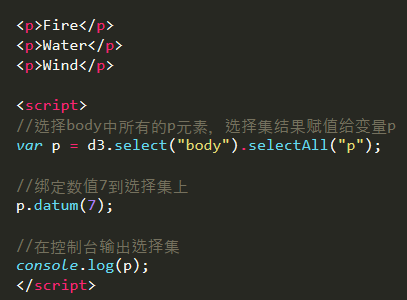 <p>Fire</p>
<p>Water</p>
<p>Wind</p>
<script>
//选择body中所有的p元素，选择集结果赋值给变量p
var p = d3.select("body").selectAll("p");
//绑定数值7到选择集上
p.datum(7);
//在控制台输出选择集
console.log(p);
</script>